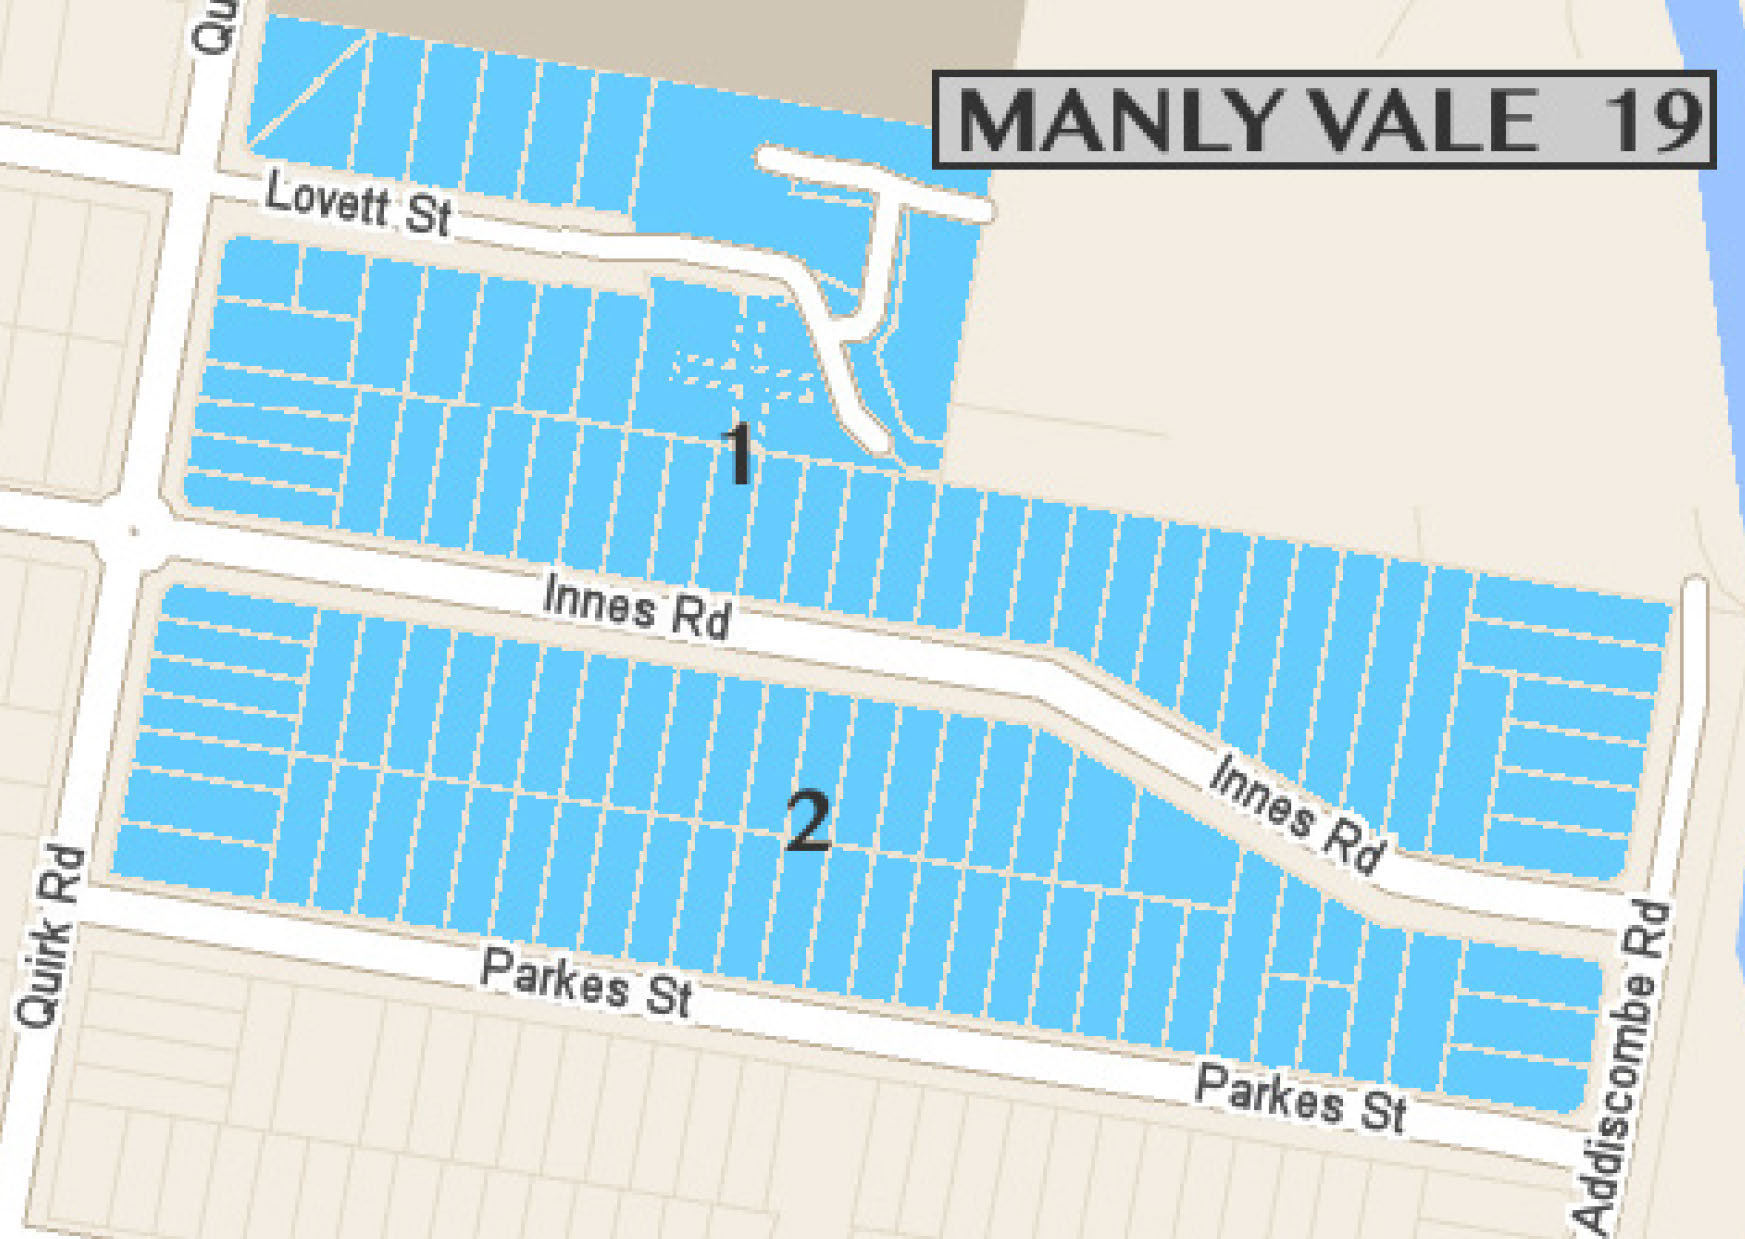 Qu
MANLY VALE 19
Lovett St
1
Innes Rd
Innes Rd
2
Quirk Rd
Parkes St
Parkes St
Addiscombe Rd